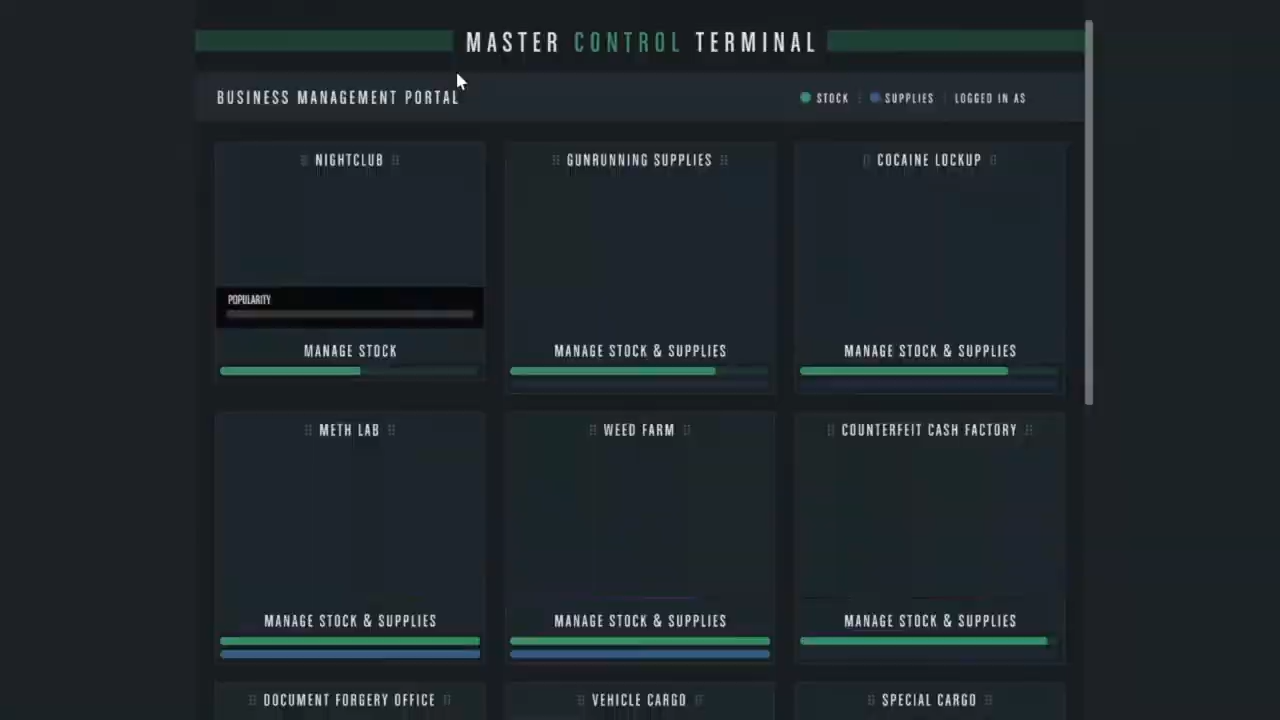 MASTER CONTROL TERMINAL
BUSINESS MANAGEMENT PORTAL
STOCK
SUPPLIES
LOGGED IN AS
NIGHTCLUB
GUNRUNNING SUPPLIES
COCAINE LOCKUP
POPULARITY
MANAGE STOCK
MANAGE STOCK & SUPPLIES
MANAGE STOCK & SUPPLIES
METH LAB
WEED FARM
COUNTERFEIT CASH FACTORY
MANAGE STOCK & SUPPLIES
MANAGE STOCK & SUPPLIES
MANAGE STOCK & SUPPLIES
DOCUMENT FORGERY OFFICE
VEHICLE CARGO
SPECIAL CARGO